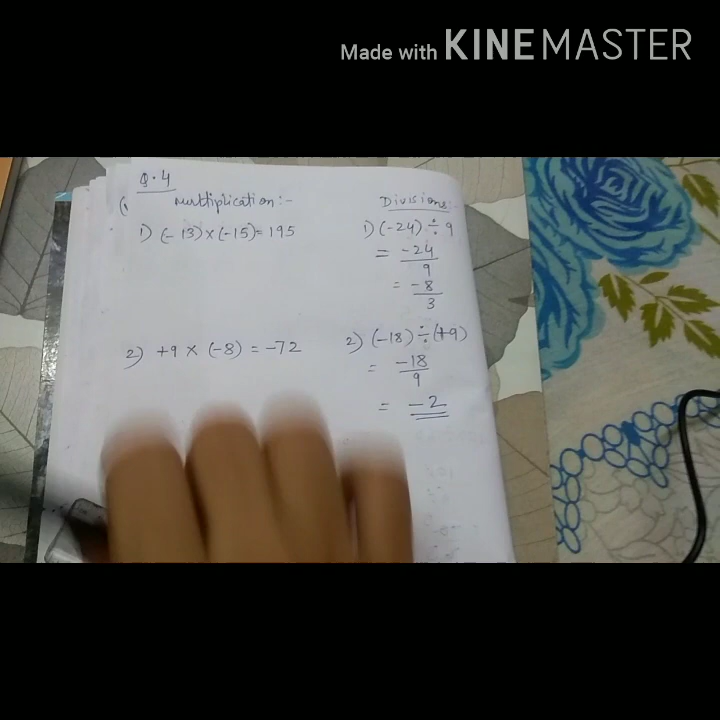 Made with KINEMASTER
Q.4
Multiplication:-
1) (-13)×(-15)=195
2) +9 × (-8) = -72
Divisions:-
1) (-24) ÷ 9
= -24/9
= -8/3
2) (-18) ÷ (+9)
= -18/9
= -2